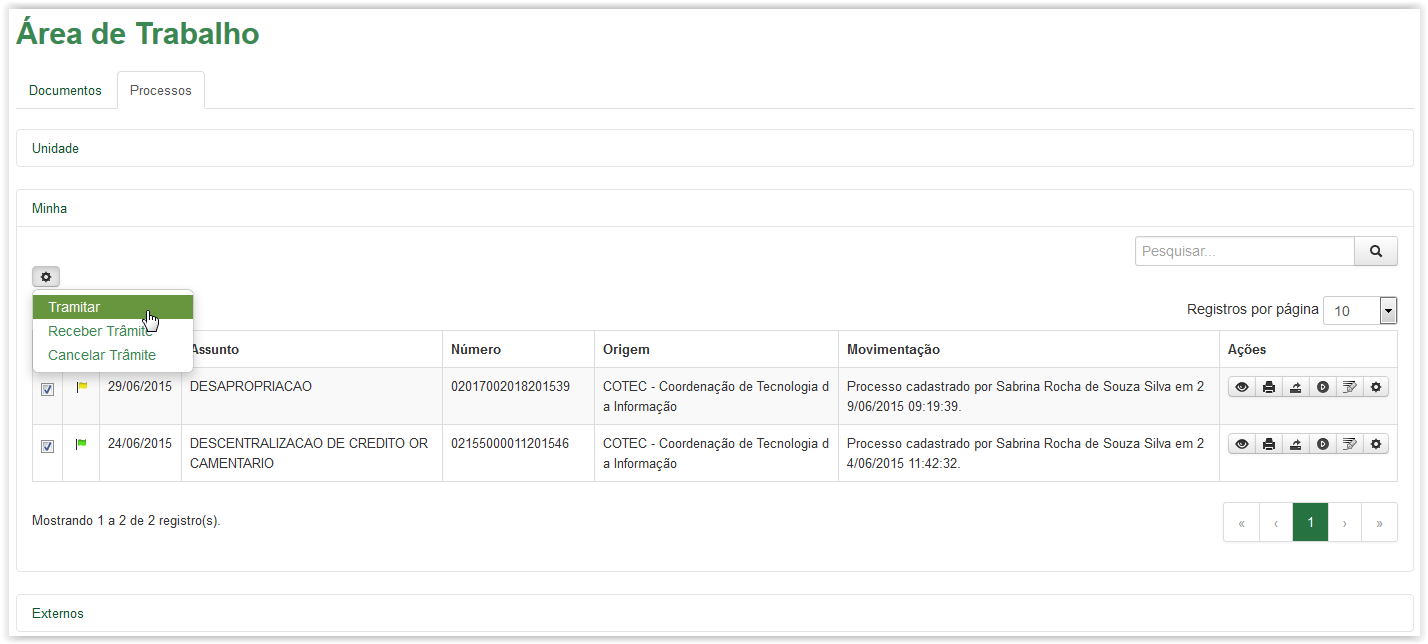 Área de Trabalho
Documentos Processos
Unidade
Minha
Pesquisar...
Tramitar
Receber Trâmite
Cancelar Trâmite
Registros por página 10
Assunto Número Origem Movimentação Ações
29/06/2015 DESAPROPRIACAO 02017002018201539 COTEC - Coordenação de Tecnologia d Processo cadastrado por Sabrina Rocha de Souza Silva em 2
a Informação 9/06/2015 09:19:39.
24/06/2015 DESCENTRALIZACAO DE CREDITO OR 02155000011201546 COTEC - Coordenação de Tecnologia d Processo cadastrado por Sabrina Rocha de Souza Silva em 2
CAMENTARIO a Informação 4/06/2015 11:42:32.
Mostrando 1 a 2 de 2 registro(s).
« ‹ 1 › »
Externos